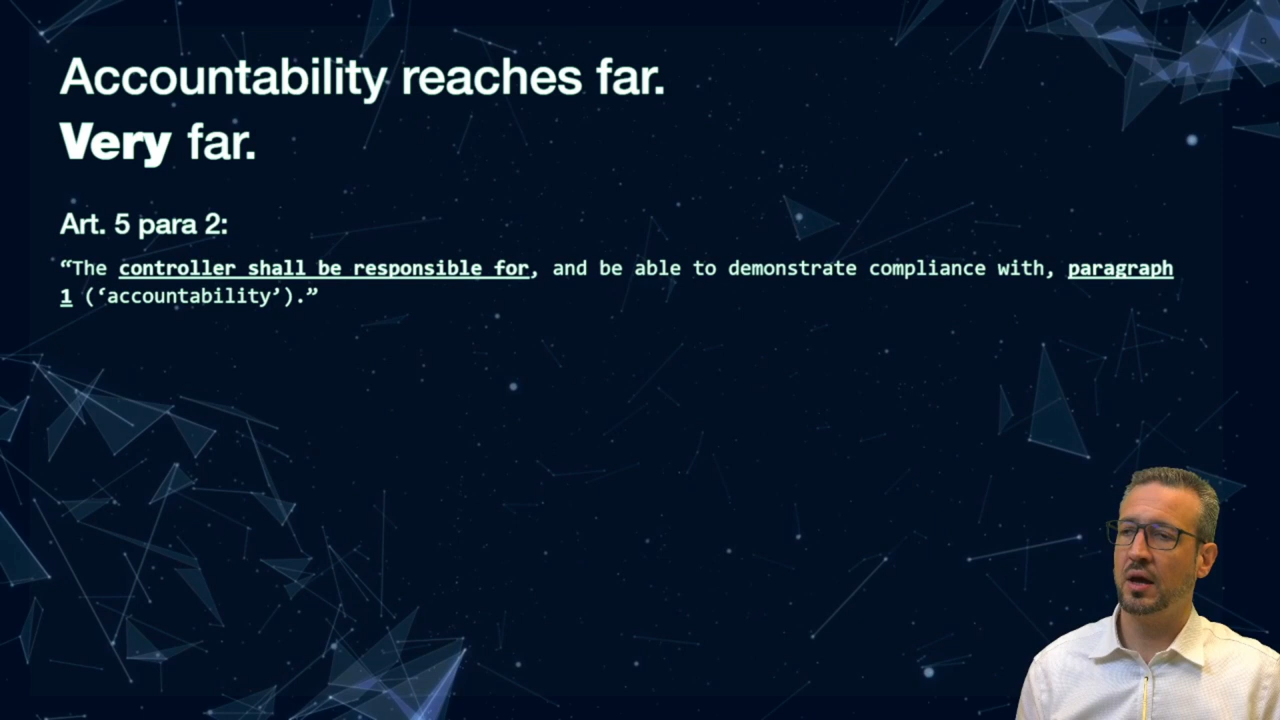 Accountability reaches far.
Very far.
Art. 5 para 2:
“The controller shall be responsible for, and be able to demonstrate compliance with, paragraph
1 (‘accountability’).”